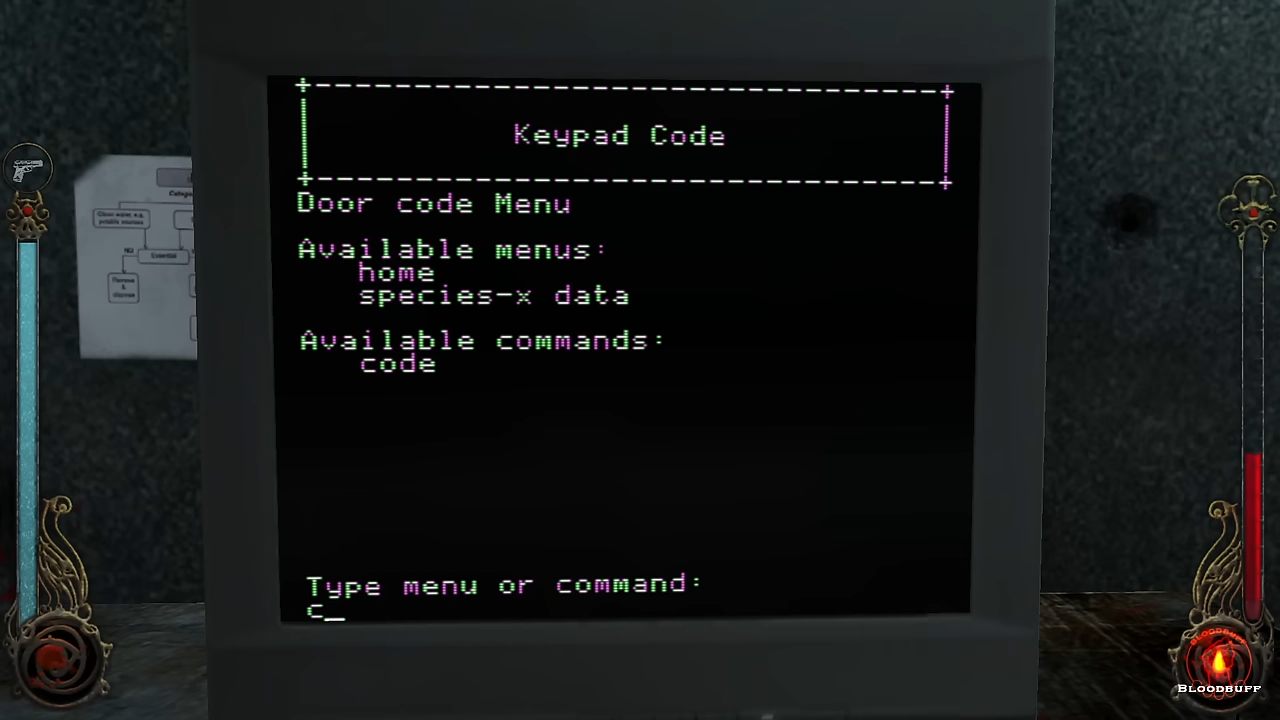 Keypad Code
Door code Menu
Available menus:
home
species-x data
Available commands:
code
Type menu or command:
c_
BLOODBUFF
BLOODBUFF